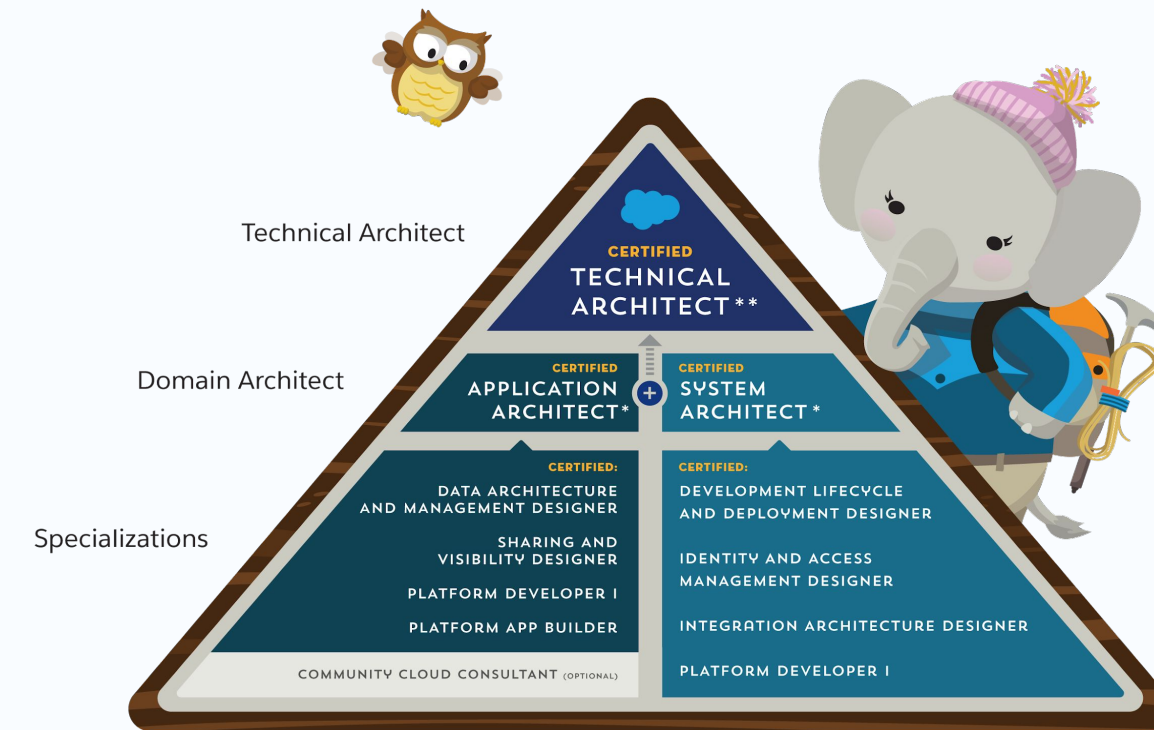 Technical Architect
CERTIFIED
TECHNICAL
ARCHITECT**
Domain Architect
CERTIFIED
APPLICATION
ARCHITECT*
+
CERTIFIED
SYSTEM
ARCHITECT*
Specializations
CERTIFIED:
DATA ARCHITECTURE
AND MANAGEMENT DESIGNER
SHARING AND
VISIBILITY DESIGNER
PLATFORM DEVELOPER I
PLATFORM APP BUILDER
COMMUNITY CLOUD CONSULTANT (OPTIONAL)
CERTIFIED:
DEVELOPMENT LIFECYCLE
AND DEPLOYMENT DESIGNER
IDENTITY AND ACCESS
MANAGEMENT DESIGNER
INTEGRATION ARCHITECTURE DESIGNER
PLATFORM DEVELOPER I